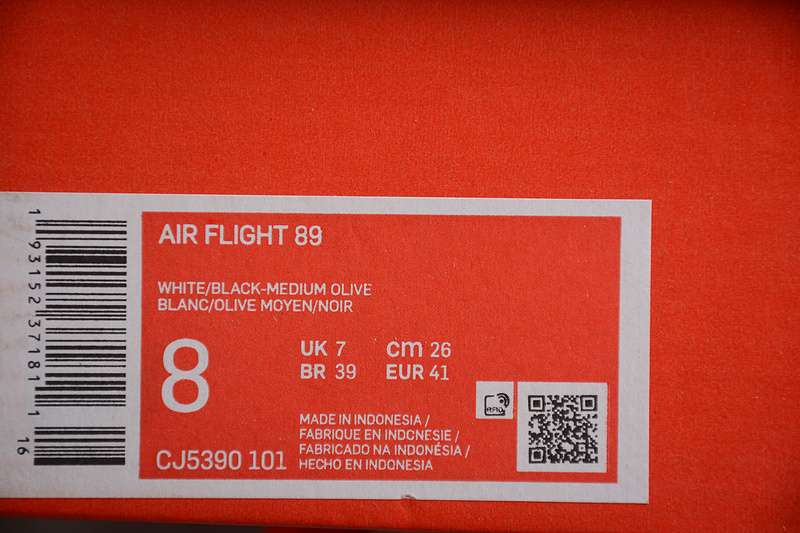 AIR FLIGHT 89
WHITE/BLACK-MEDIUM OLIVE
BLANC/OLIVE MOYEN/NOIR
8
UK 7 cm 26
BR 39 EUR 41
MADE IN INDONESIA /
FABRIQUE EN INDONESIE /
FABRICADO NA INDONÉSIA /
HECHO EN INDONESIA
CJ5390 101
RFID
1 93152 37181 1
16